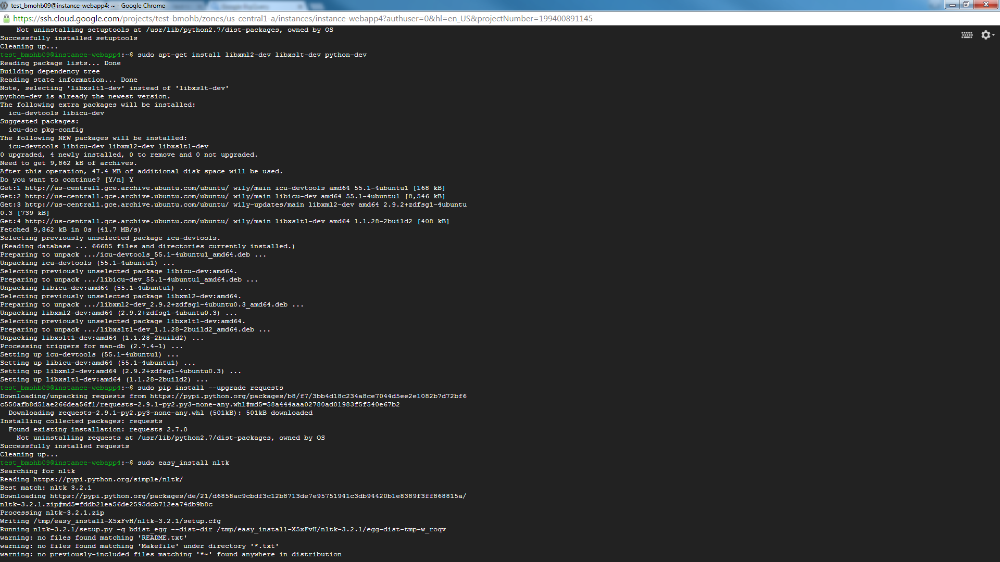 test_bmohb09@instance-webapp4: ~ - Google Chrome
https://ssh.cloud.google.com/projects/test-bmohb/zones/us-central1-a/instances/instance-webapp4?authuser=0&hl=en_US&projectNumber=199400891145
    Not uninstalling setuptools at /usr/lib/python2.7/dist-packages, owned by OS
Successfully installed setuptools
Cleaning up...
test_bmohb09@instance-webapp4:~$ sudo apt-get install libxml2-dev libxslt-dev python-dev
Reading package lists... Done
Building dependency tree
Reading state information... Done
Note, selecting 'libxslt1-dev' instead of 'libxslt-dev'
python-dev is already the newest version.
The following extra packages will be installed:
  icu-devtools libicu-dev
Suggested packages:
  icu-doc pkg-config
The following NEW packages will be installed:
  icu-devtools libicu-dev libxml2-dev libxslt1-dev
0 upgraded, 4 newly installed, 0 to remove and 0 not upgraded.
Need to get 9,862 kB of archives.
After this operation, 47.4 MB of additional disk space will be used.
Do you want to continue? [Y/n] Y
Get:1 http://us-central1.gce.archive.ubuntu.com/ubuntu/ wily/main icu-devtools amd64 55.1-4ubuntu1 [168 kB]
Get:2 http://us-central1.gce.archive.ubuntu.com/ubuntu/ wily/main libicu-dev amd64 55.1-4ubuntu1 [8,546 kB]
Get:3 http://us-central1.gce.archive.ubuntu.com/ubuntu/ wily-updates/main libxml2-dev amd64 2.9.2+zdfsg1-4ubuntu
0.3 [739 kB]
Get:4 http://us-central1.gce.archive.ubuntu.com/ubuntu/ wily/main libxslt1-dev amd64 1.1.28-2build2 [408 kB]
Fetched 9,862 kB in 0s (41.7 MB/s)
Selecting previously unselected package icu-devtools.
(Reading database ... 66685 files and directories currently installed.)
Preparing to unpack .../icu-devtools_55.1-4ubuntu1_amd64.deb ...
Unpacking icu-devtools (55.1-4ubuntu1) ...
Selecting previously unselected package libicu-dev:amd64.
Preparing to unpack .../libicu-dev_55.1-4ubuntu1_amd64.deb ...
Unpacking libicu-dev:amd64 (55.1-4ubuntu1) ...
Selecting previously unselected package libxml2-dev:amd64.
Preparing to unpack .../libxml2-dev_2.9.2+zdfsg1-4ubuntu0.3_amd64.deb ...
Unpacking libxml2-dev:amd64 (2.9.2+zdfsg1-4ubuntu0.3) ...
Selecting previously unselected package libxslt1-dev:amd64.
Preparing to unpack .../libxslt1-dev_1.1.28-2build2_amd64.deb ...
Unpacking libxslt1-dev:amd64 (1.1.28-2build2) ...
Processing triggers for man-db (2.7.4-1) ...
Setting up icu-devtools (55.1-4ubuntu1) ...
Setting up libicu-dev:amd64 (55.1-4ubuntu1) ...
Setting up libxml2-dev:amd64 (2.9.2+zdfsg1-4ubuntu0.3) ...
Setting up libxslt1-dev:amd64 (1.1.28-2build2) ...
test_bmohb09@instance-webapp4:~$ sudo pip install --upgrade requests
Downloading/unpacking requests from https://pypi.python.org/packages/b8/f7/3bb4d18c234a8ce7044d5ee2e1082b7d72bf6
c550afb8d51ae266dea56f1/requests-2.9.1-py2.py3-none-any.whl#md5=58a444aaa02780ad01983f5f540e67b2
  Downloading requests-2.9.1-py2.py3-none-any.whl (501kB): 501kB downloaded
Installing collected packages: requests
  Found existing installation: requests 2.7.0
    Not uninstalling requests at /usr/lib/python2.7/dist-packages, owned by OS
Successfully installed requests
Cleaning up...
test_bmohb09@instance-webapp4:~$ sudo easy_install nltk
Searching for nltk
Reading https://pypi.python.org/simple/nltk/
Best match: nltk 3.2.1
Downloading https://pypi.python.org/packages/de/21/d6858ac9cbdf3c12b8713de7e95751941c3db94420b1e8389f3ff868815a/
nltk-3.2.1.zip#md5=fddb21ea56de2595dcb712ea74db9b8c
Processing nltk-3.2.1.zip
Writing /tmp/easy_install-X5xFvH/nltk-3.2.1/setup.cfg
Running nltk-3.2.1/setup.py -q bdist_egg --dist-dir /tmp/easy_install-X5xFvH/nltk-3.2.1/egg-dist-tmp-w_roqv
warning: no files found matching 'README.txt'
warning: no files found matching 'Makefile' under directory '*.txt'
warning: no previously-included files matching '*~' found anywhere in distribution